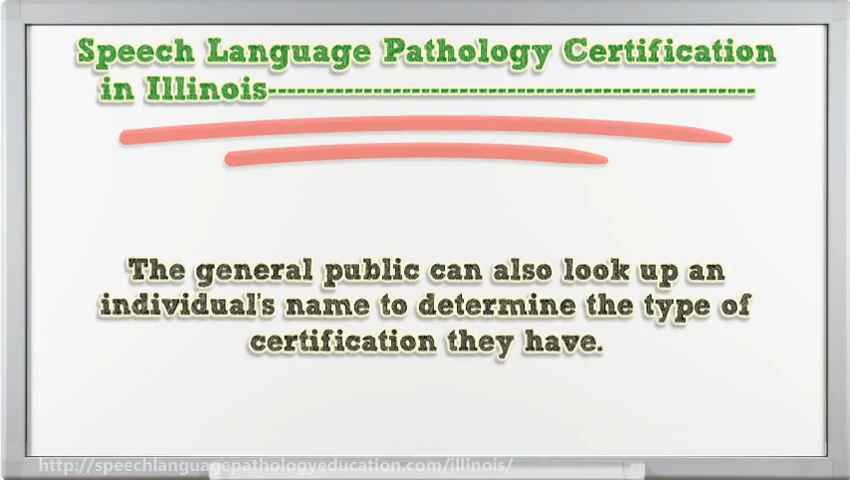 Speech Language Pathology Certification
in Illinois---------------------------------------------------
The general public can also look up an
individual's name to determine the type of
certification they have.
http://speechlanguagepathologyeducation.com/illinois/